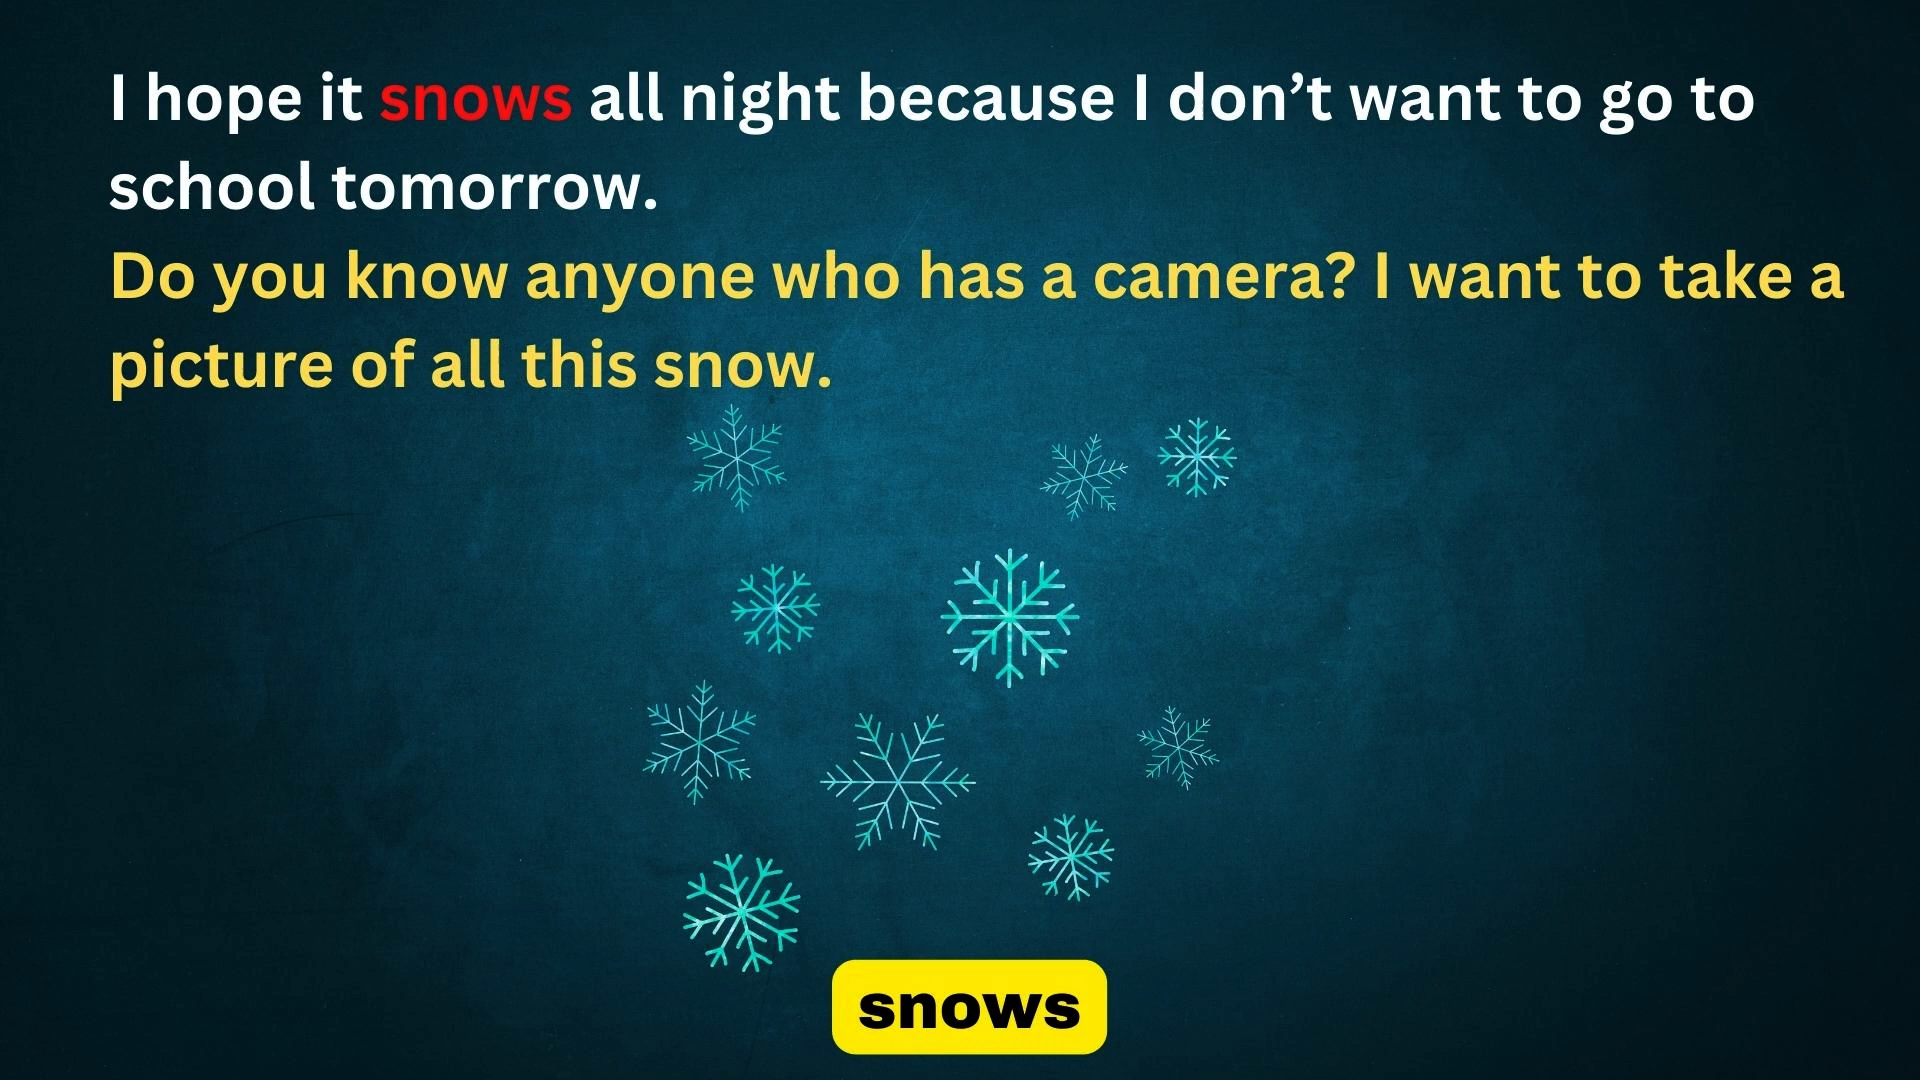 I hope it snows all night because I don’t want to go to
school tomorrow.
Do you know anyone who has a camera? I want to take a
picture of all this snow.
snows